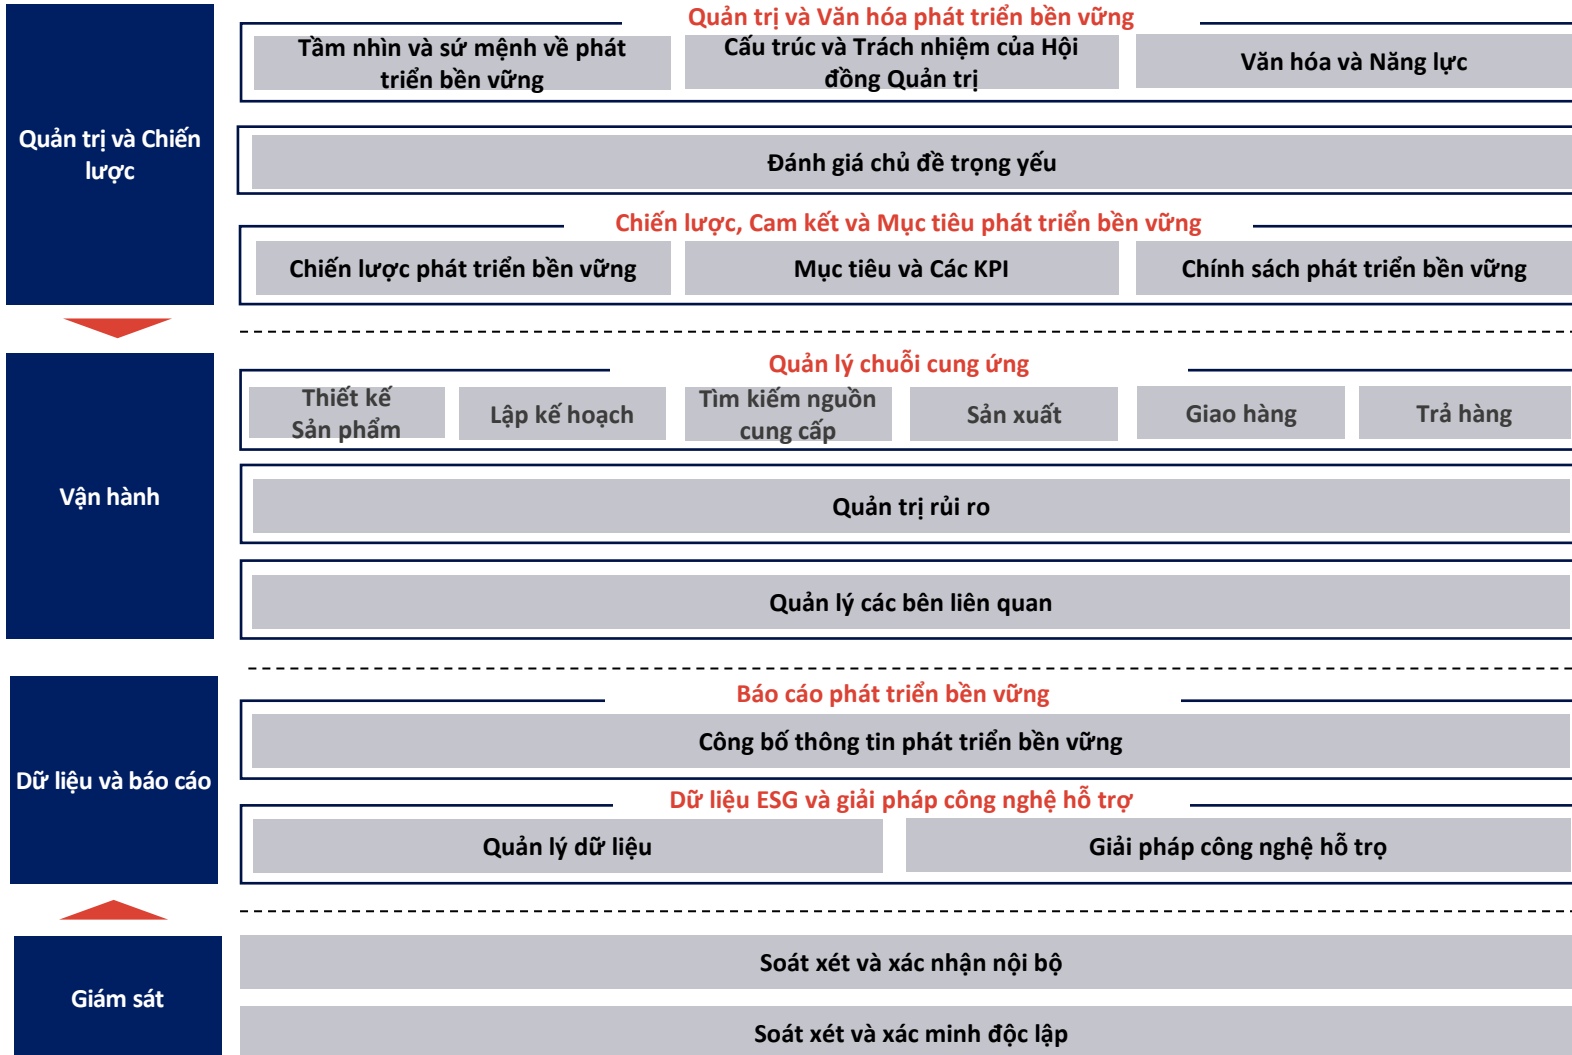 Quản trị và Chiến
lược
Quản trị và Văn hóa phát triển bền vững
Tầm nhìn và sứ mệnh về phát
triển bền vững
Cấu trúc và Trách nhiệm của Hội
đồng Quản trị
Văn hóa và Năng lực
Đánh giá chủ đề trọng yếu
Chiến lược, Cam kết và Mục tiêu phát triển bền vững
Chiến lược phát triển bền vững
Mục tiêu và Các KPI
Chính sách phát triển bền vững
Vận hành
Quản lý chuỗi cung ứng
Thiết kế
Sản phẩm
Lập kế hoạch
Tìm kiếm nguồn
cung cấp
Sản xuất
Giao hàng
Trả hàng
Quản trị rủi ro
Quản lý các bên liên quan
Dữ liệu và báo cáo
Báo cáo phát triển bền vững
Công bố thông tin phát triển bền vững
Dữ liệu ESG và giải pháp công nghệ hỗ trợ
Quản lý dữ liệu
Giải pháp công nghệ hỗ trọ
Giám sát
Soát xét và xác nhận nội bộ
Soát xét và xác minh độc lập